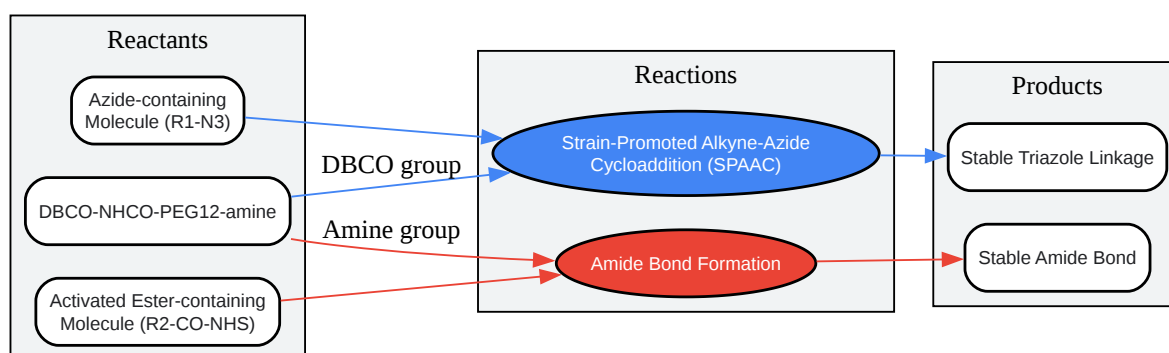 Reactants
Azide-containing
Molecule (R1-N3)
DBCO-NHCO-PEG12-amine
Activated Ester-containing
Molecule (R2-CO-NHS)
DBCO group
Amine group
Reactions
Strain-Promoted Alkyne-Azide
Cycloaddition (SPAAC)
Amide Bond Formation
Products
Stable Triazole Linkage
Stable Amide Bond